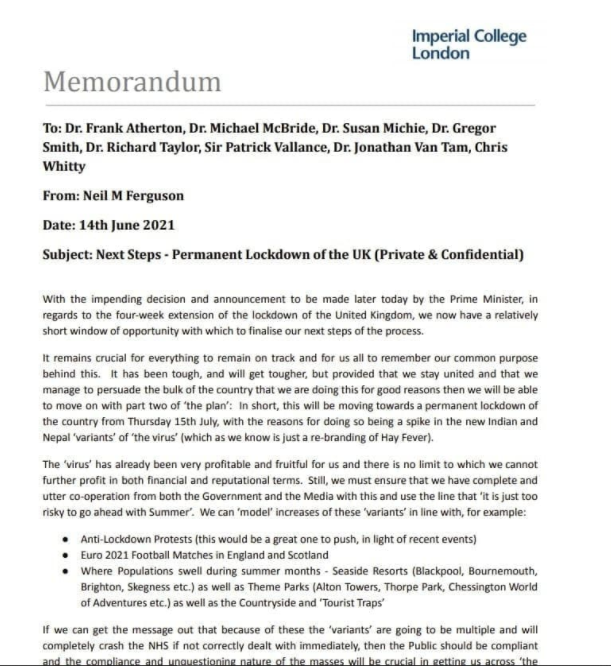 Imperial College
London
Memorandum
To: Dr. Frank Atherton, Dr. Michael McBride, Dr. Susan Michie, Dr. Gregor
Smith, Dr. Richard Taylor, Sir Patrick Vallance, Dr. Jonathan Van Tam, Chris
Whitty
From: Neil M Ferguson
Date: 14th June 2021
Subject: Next Steps - Permanent Lockdown of the UK (Private & Confidential)
With the impending decision and announcement to be made later today by the Prime Minister, in
regards to the four-week extension of the lockdown of the United Kingdom, we now have a relatively
short window of opportunity with which to finalise our next steps of the process.
It remains crucial for everything to remain on track and for us all to remember our common purpose
behind this. It has been tough, and will get tougher, but provided that we stay united and that we
manage to persuade the bulk of the country that we are doing this for good reasons then we will be able
to move on with part two of 'the plan': In short, this will be moving towards a permanent lockdown of
the country from Thursday 15th July, with the reasons for doing so being a spike in the new Indian and
Nepal 'variants' of 'the virus' (which as we know is just a re-branding of Hay Fever).
The 'virus' has already been very profitable and fruitful for us and there is no limit to which we cannot
further profit in both financial and reputational terms. Still, we must ensure that we have complete and
utter co-operation from both the Government and the Media with this and use the line that 'it is just too
risky to go ahead with Summer'. We can 'model' increases of these 'variants' in line with, for example:
• Anti-Lockdown Protests (this would be a great one to push, in light of recent events)
• Euro 2021 Football Matches in England and Scotland
• Where Populations swell during summer months - Seaside Resorts (Blackpool, Bournemouth,
Brighton, Skegness etc.) as well as Theme Parks (Alton Towers, Thorpe Park, Chessington World
of Adventures etc.) as well as the Countryside and 'Tourist Traps'
If we can get the message out that because of these the 'variants' are going to be multiple and will
completely crash the NHS if not correctly dealt with immediately, then the Public should be compliant
and the compliance and unquestioning nature of the masses will be crucial in getting us across 'the